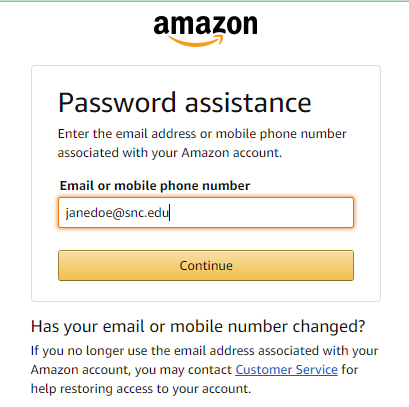 amazon
Password assistance
Enter the email address or mobile phone number
associated with your Amazon account.
Email or mobile phone number
janedoe@snc.edu
Continue
Has your email or mobile number changed?
If you no longer use the email address associated with your
Amazon account, you may contact Customer Service for
help restoring access to your account.